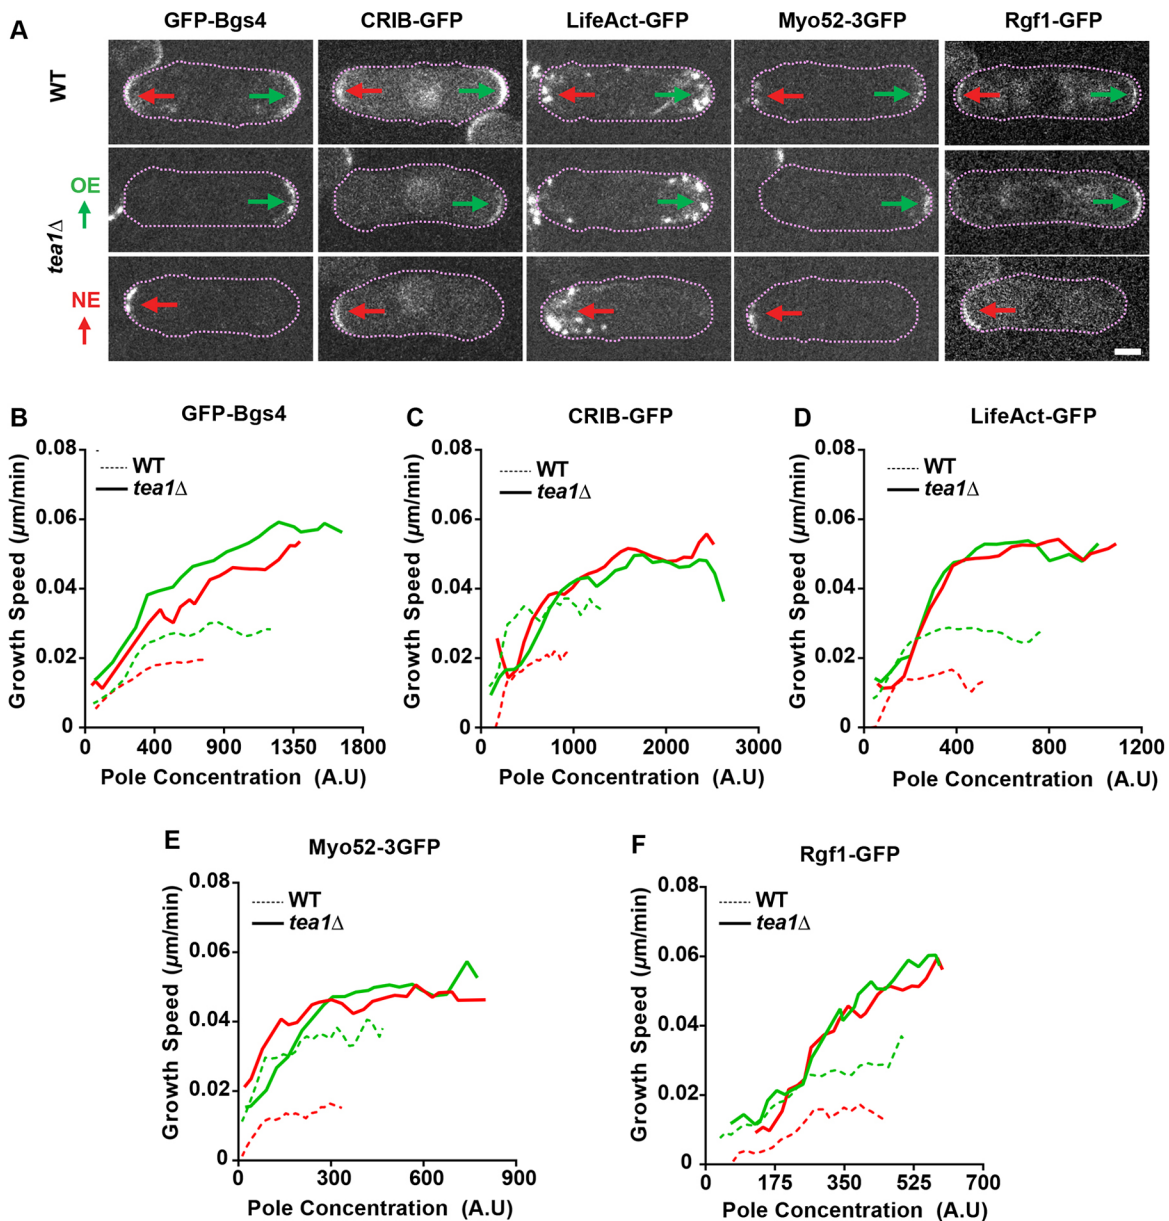 A
GFP-Bgs4
CRIB-GFP
LifeAct-GFP
Myo52-3GFP
Rgf1-GFP
WT
tea1Δ
OE
NE
B
GFP-Bgs4
Growth Speed (µm/min)
0.08
0.06
0.04
0.02
0
WT
tea1Δ
0 400 900 1350 1800
Pole Concentration (A.U)
C
CRIB-GFP
Growth Speed (µm/min)
0.08
0.06
0.04
0.02
0
WT
tea1Δ
0 1000 2000 3000
Pole Concentration (A.U)
D
LifeAct-GFP
Growth Speed (µm/min)
0.08
0.06
0.04
0.02
0
WT
tea1Δ
0 400 800 1200
Pole Concentration (A.U)
E
Myo52-3GFP
Growth Speed (µm/min)
0.08
0.06
0.04
0.02
0
WT
tea1Δ
0 300 600 900
Pole Concentration (A.U)
F
Rgf1-GFP
Growth Speed (µm/min)
0.08
0.06
0.04
0.02
0
WT
tea1Δ
0 175 350 525 700
Pole Concentration (A.U)